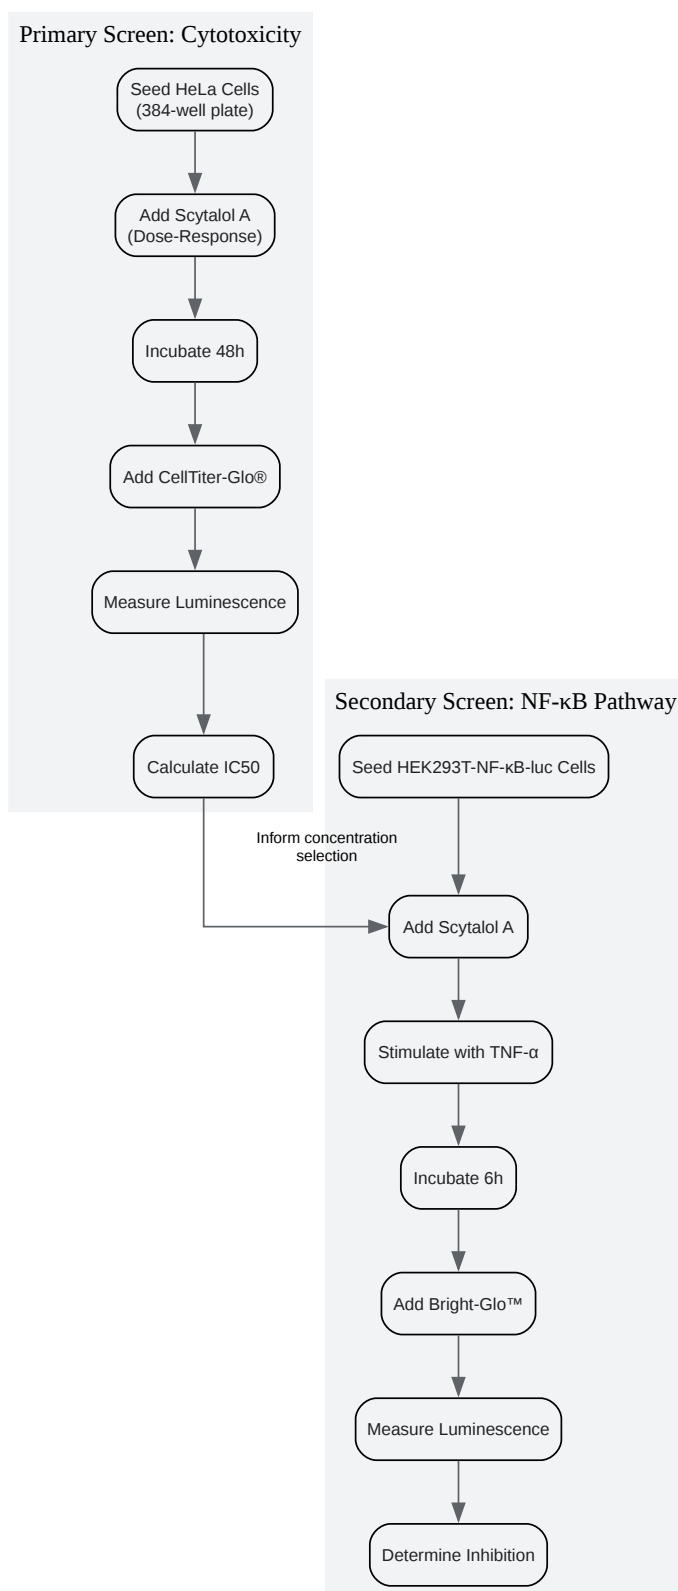 Primary Screen: Cytotoxicity
Seed HeLa Cells
(384-well plate)
Add Scytalol A
(Dose-Response)
Incubate 48h
Add CellTiter-Glo®
Measure Luminescence
Calculate IC50
Inform concentration
selection
Secondary Screen: NF-κB Pathway
Seed HEK293T-NF-κB-luc Cells
Add Scytalol A
Stimulate with TNF-α
Incubate 6h
Add Bright-Glo™
Measure Luminescence
Determine Inhibition